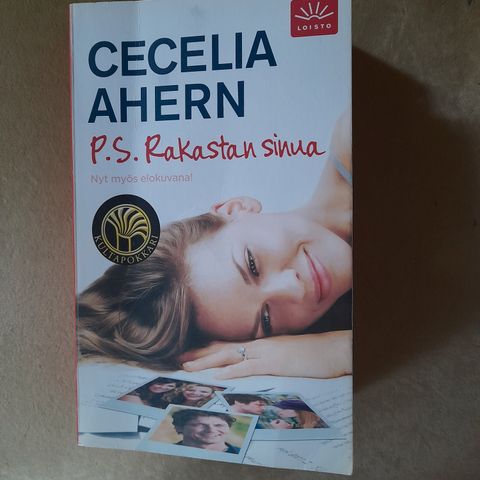 LOISTO
CECELIA
AHERN
P.S. Rakastan sinua
Nyt myös elokuvana!
KULTAPOKKARI